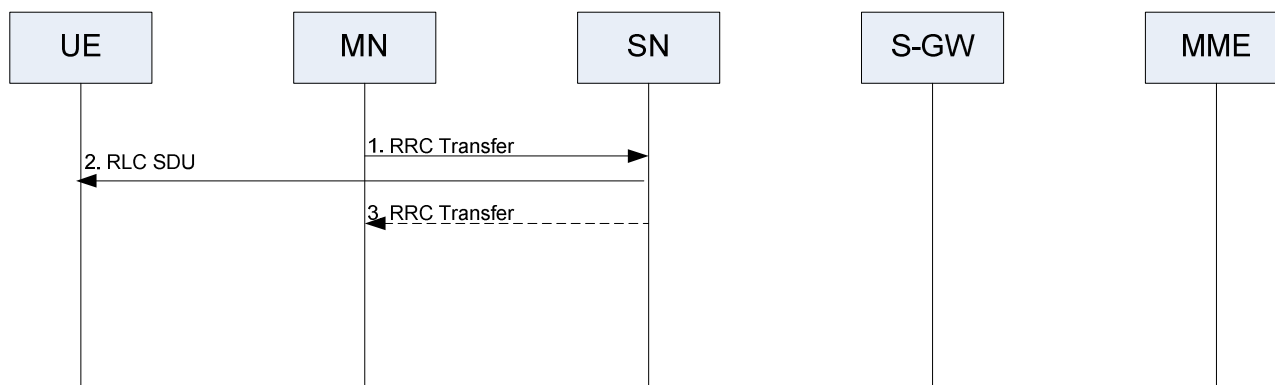 UE
MN
SN
S-GW
MME
1. RRC Transfer
2. RLC SDU
3. RRC Transfer